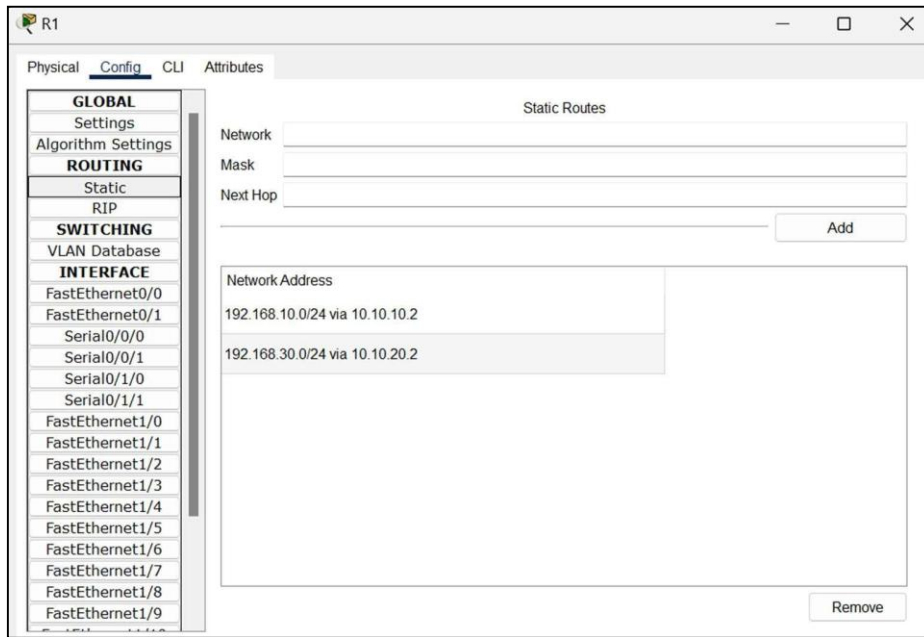 R1
Physical Config CLI Attributes
GLOBAL
Settings
Algorithm Settings
ROUTING
Static
RIP
SWITCHING
VLAN Database
INTERFACE
FastEthernet0/0
FastEthernet0/1
Serial0/0/0
Serial0/0/1
Serial0/1/0
Serial0/1/1
FastEthernet1/0
FastEthernet1/1
FastEthernet1/2
FastEthernet1/3
FastEthernet1/4
FastEthernet1/5
FastEthernet1/6
FastEthernet1/7
FastEthernet1/8
FastEthernet1/9
Static Routes
Network
Mask
Next Hop
Add
Network Address
192.168.10.0/24 via 10.10.10.2
192.168.30.0/24 via 10.10.20.2
Remove